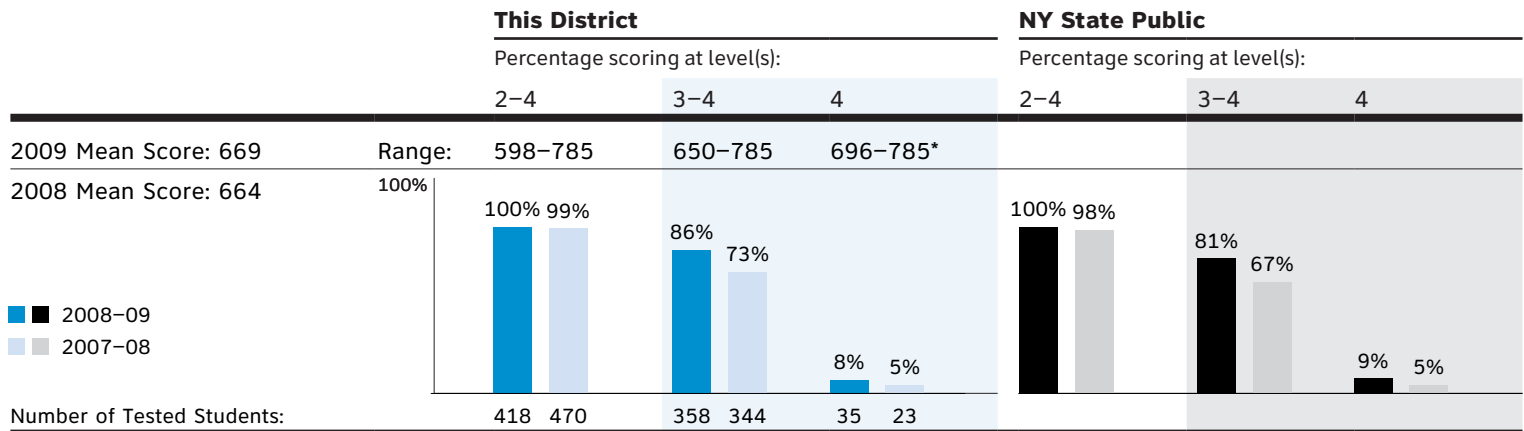 This District NY State Public
Percentage scoring at level(s): Percentage scoring at level(s):
2–4 3–4 4 2–4 3–4 4
2009 Mean Score: 669 Range: 598–785 650–785 696–785*
2008 Mean Score: 664 100%
100% 99% 86% 73% 8% 5% 100% 98% 81% 67% 9% 5%
2008–09
2007–08
Number of Tested Students: 418 470 358 344 35 23